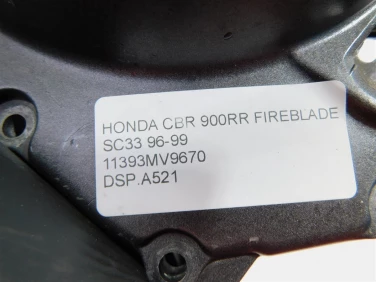 HONDA CBR 900RR FIREBLADE
SC33 96-99
11393MV9670
DSP.A521